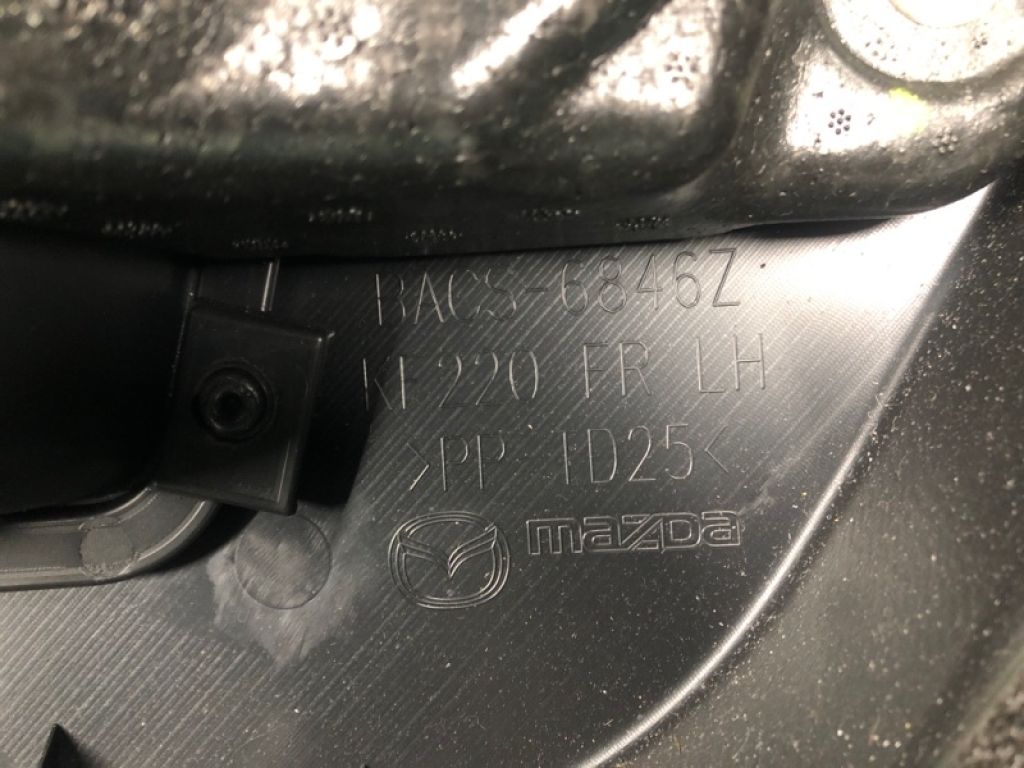 BACS-6846Z
KF220 FR LH
>PP TD25<
mazda